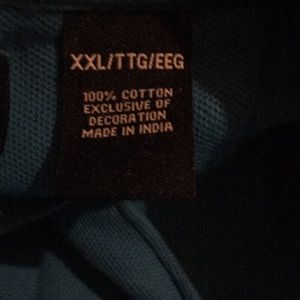 XXL/TTG/EEG
100% COTTON
EXCLUSIVE OF
DECORATION
MADE IN INDIA